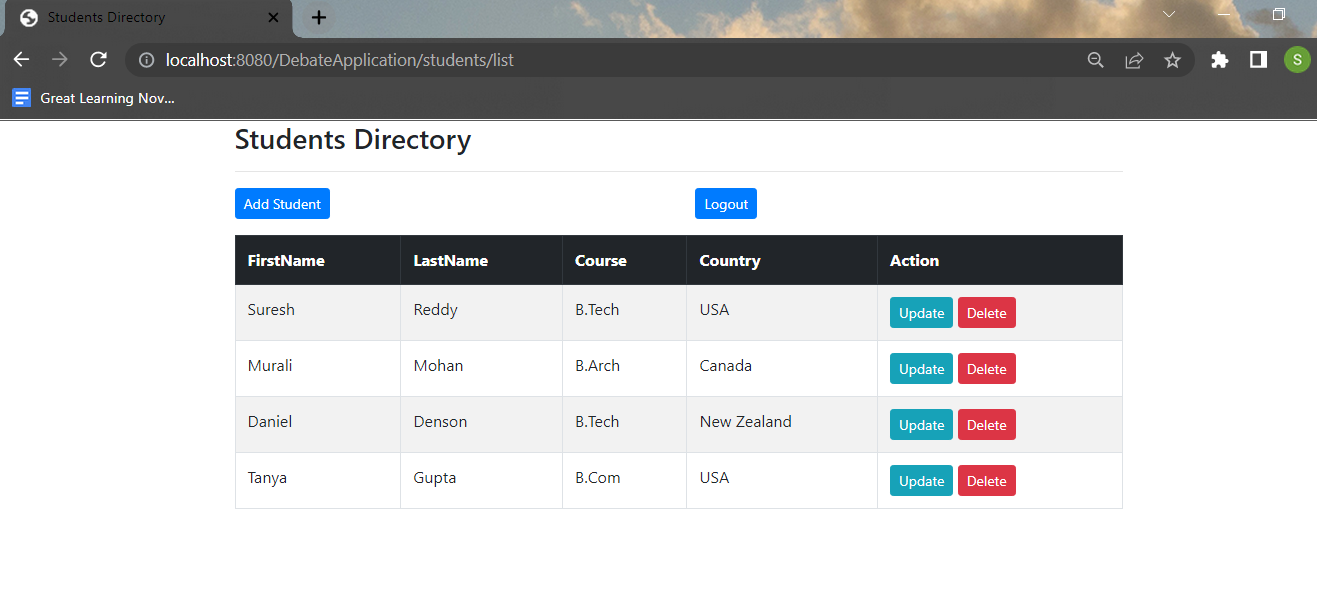 Students Directory
localhost:8080/DebateApplication/students/list
S
Great Learning Nov...
Students Directory
Add Student Logout
FirstName LastName Course Country Action
Suresh Reddy B.Tech USA Update Delete
Murali Mohan B.Arch Canada Update Delete
Daniel Denson B.Tech New Zealand Update Delete
Tanya Gupta B.Com USA Update Delete